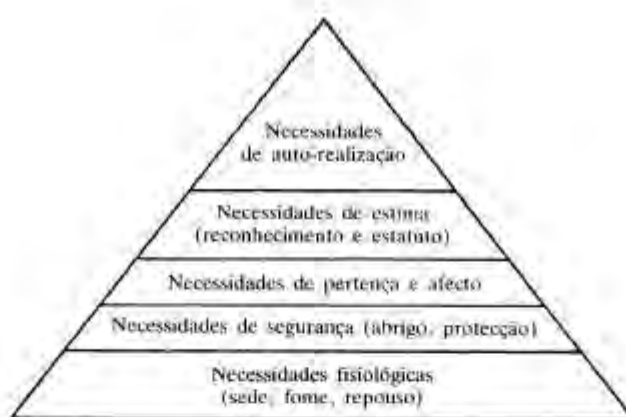 Necessidades
de auto-realização
Necessidades de estima
(reconhecimento e estatuto)
Necessidades de pertença e afecto
Necessidades de segurança (abrigo, protecção)
Necessidades fisiológicas
(sede, fome, repouso)